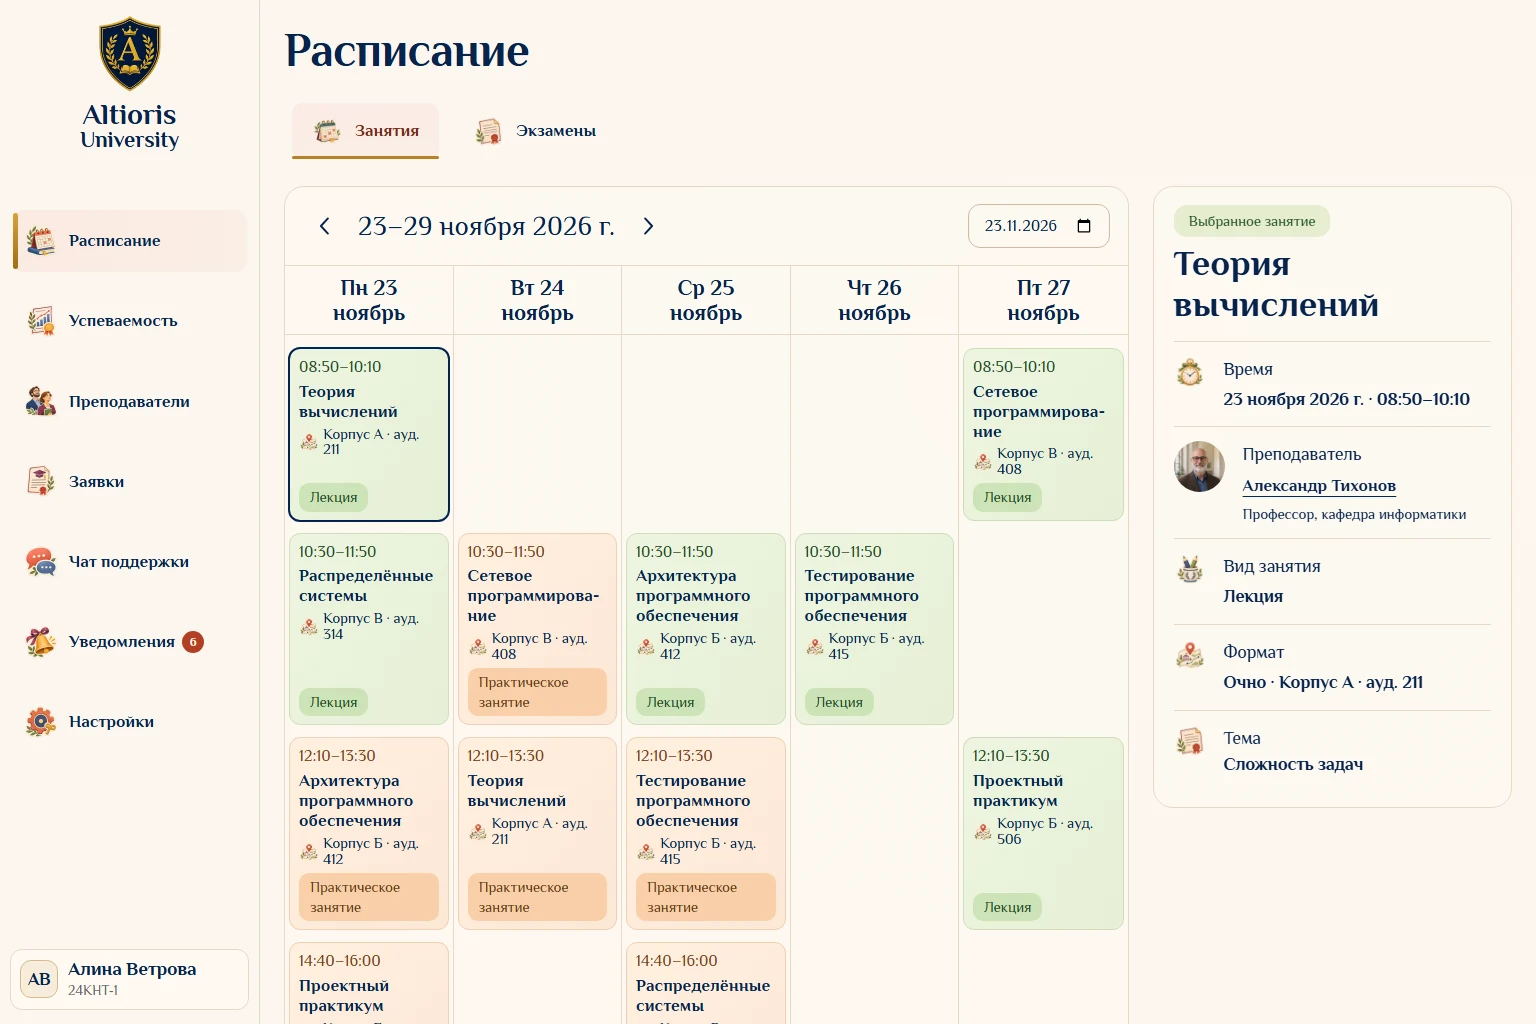 Altioris
University
Расписание
Успеваемость
Преподаватели
Заявки
Чат поддержки
Уведомления 6
Настройки
АВ
Алина Ветрова
24КНТ-1
Расписание
Занятия
Экзамены
23–29 ноября 2026 г.
23.11.2026
Пн 23
ноябрь
Вт 24
ноябрь
Ср 25
ноябрь
Чт 26
ноябрь
Пт 27
ноябрь
08:50–10:10
Теория
вычислений
Корпус А · ауд.
211
Лекция
08:50–10:10
Сетевое
программирова-
ние
Корпус В · ауд.
408
Лекция
10:30–11:50
Распределённые
системы
Корпус В · ауд.
314
Лекция
10:30–11:50
Сетевое
программирова-
ние
Корпус В · ауд.
408
Практическое
занятие
10:30–11:50
Архитектура
программного
обеспечения
Корпус Б · ауд.
412
Лекция
10:30–11:50
Тестирование
программного
обеспечения
Корпус Б · ауд.
415
Лекция
12:10–13:30
Архитектура
программного
обеспечения
Корпус Б · ауд.
412
Практическое
занятие
12:10–13:30
Теория
вычислений
Корпус А · ауд.
211
Практическое
занятие
12:10–13:30
Тестирование
программного
обеспечения
Корпус Б · ауд.
415
Практическое
занятие
12:10–13:30
Проектный
практикум
Корпус Б · ауд.
506
Лекция
14:40–16:00
Проектный
практикум
14:40–16:00
Распределённые
системы
Выбранное занятие
Теория
вычислений
Время
23 ноября 2026 г. · 08:50–10:10
Преподаватель
Александр Тихонов
Профессор, кафедра информатики
Вид занятия
Лекция
Формат
Очно · Корпус А · ауд. 211
Тема
Сложность задач